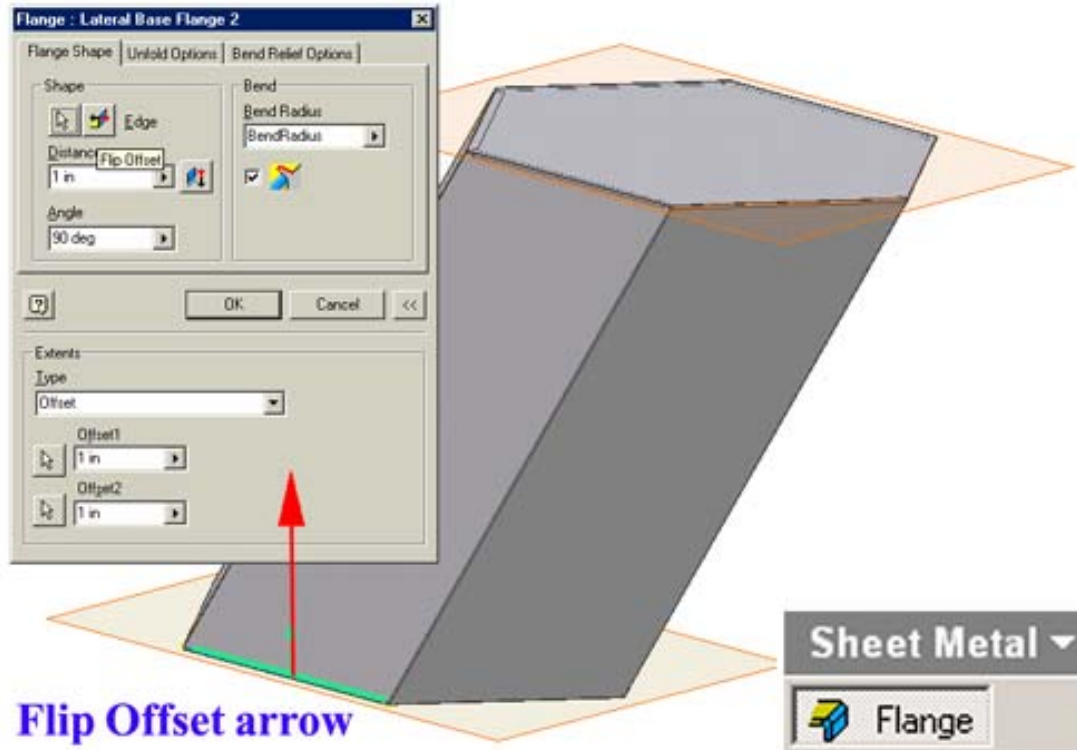 Flange : Lateral Base Flange 2
Flange Shape Unfold Options Bend Relief Options
Shape
Edge
Distance
Flip Offset
1 in
Angle
90 deg
Bend
Bend Radius
BendRadius
OK Cancel <<
Extents
Type
Offset
Offset1
1 in
Offset2
1 in
Flip Offset arrow
Sheet Metal
Flange